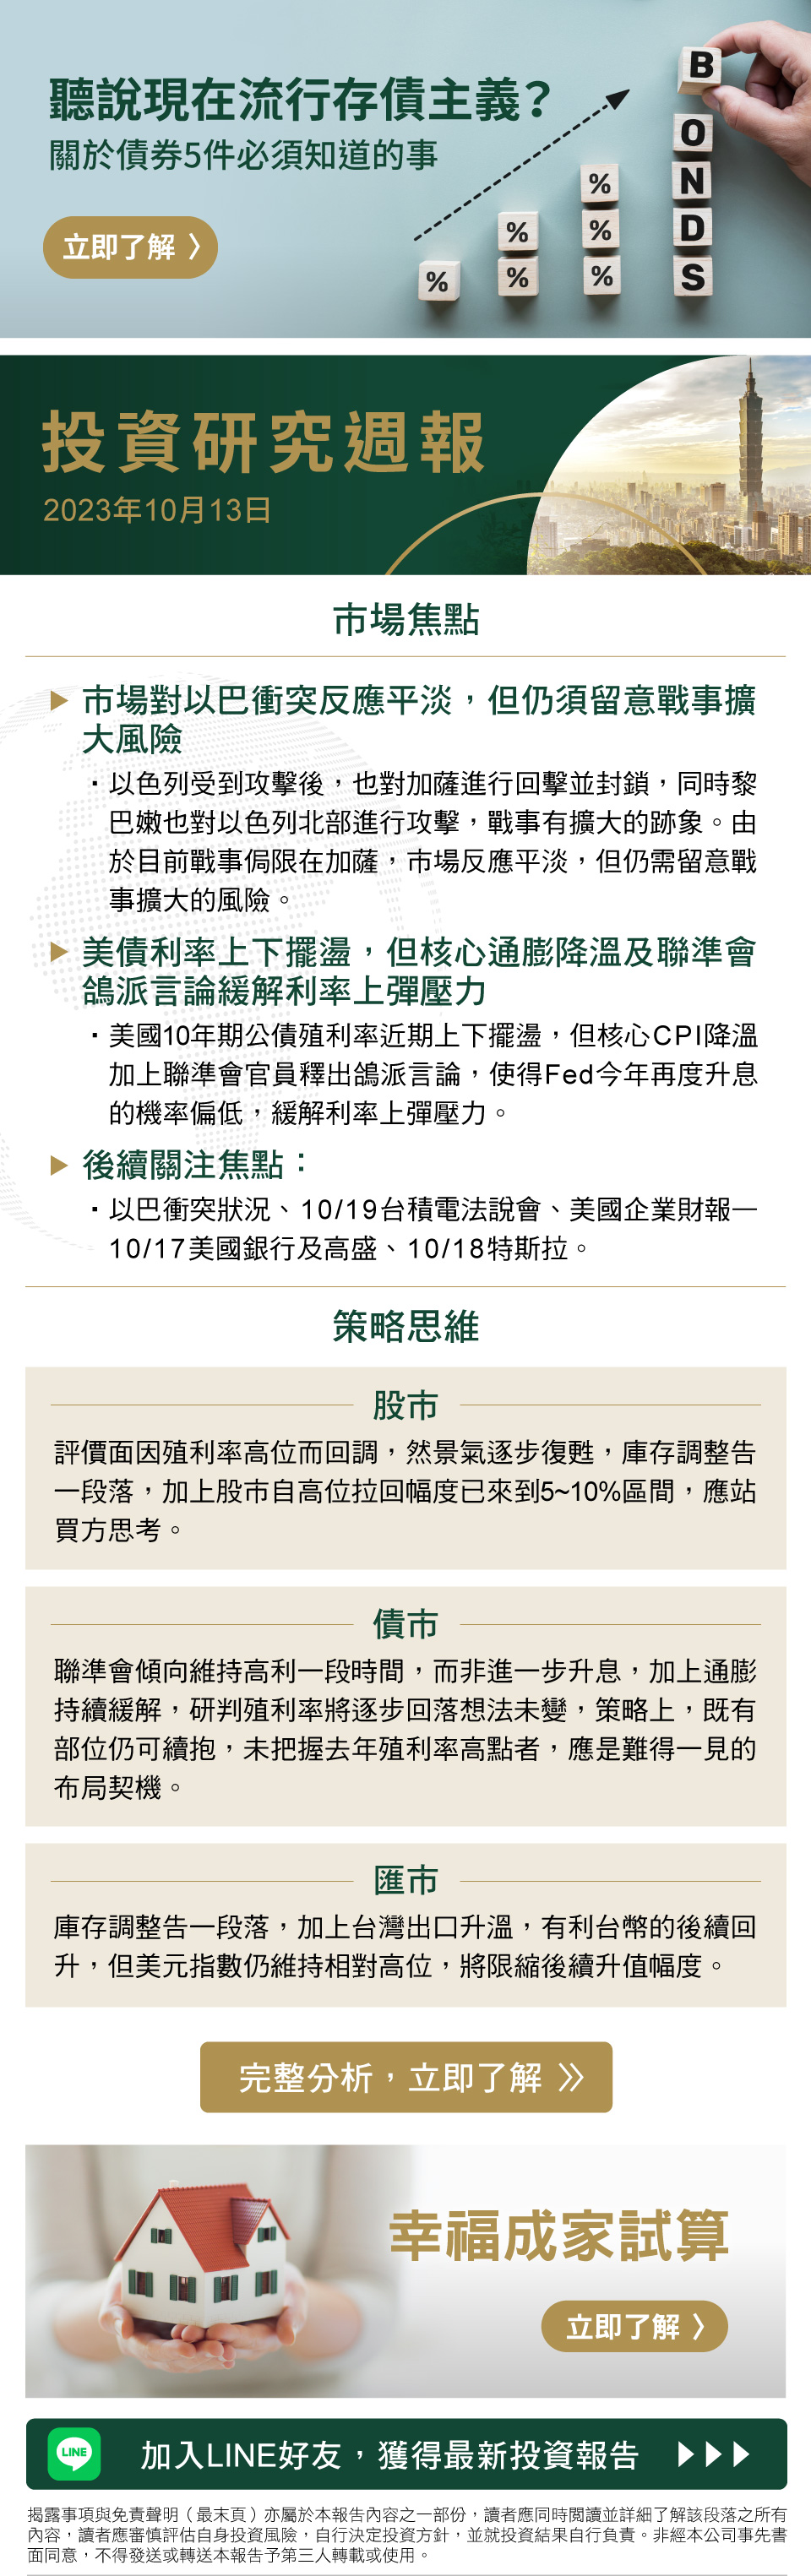 聽說現在流行存債主義？
關於債券5件必須知道的事
立即了解 〉
B
O
N
D
S
%
% %
% %
%
投資研究週報
2023年10月13日
市場焦點
▶ 市場對以巴衝突反應平淡，但仍須留意戰事擴
大風險
・以色列受到攻擊後，也對加薩進行回擊並封鎖，同時黎
巴嫩也對以色列北部進行攻擊，戰事有擴大的跡象。由
於目前戰事侷限在加薩，市場反應平淡，但仍需留意戰
事擴大的風險。
▶ 美債利率上下擺盪，但核心通膨降溫及聯準會
鴿派言論緩解利率上彈壓力
・美國10年期公債殖利率近期上下擺盪，但核心CPI降溫
加上聯準會官員釋出鴿派言論，使得Fed今年再度升息
的機率偏低，緩解利率上彈壓力。
▶ 後續關注焦點：
・以巴衝突狀況、10/19台積電法說會、美國企業財報—
10/17美國銀行及高盛、10/18特斯拉。
策略思維
股市
評價面因殖利率高位而回調，然景氣逐步復甦，庫存調整告
一段落，加上股市自高位拉回幅度已來到5~10%區間，應站
買方思考。
債市
聯準會傾向維持高利一段時間，而非進一步升息，加上通膨
持續緩解，研判殖利率將逐步回落想法未變，策略上，既有
部位仍可續抱，未把握去年殖利率高點者，應是難得一見的
布局契機。
匯市
庫存調整告一段落，加上台灣出口升溫，有利台幣的後續回
升，但美元指數仍維持相對高位，將限縮後續升值幅度。
完整分析，立即了解 》
幸福成家試算
立即了解 〉
LINE 加入LINE好友，獲得最新投資報告 ▶▶▶
揭露事項與免責聲明（最末頁）亦屬於本報告內容之一部份，讀者應同時閱讀並詳細了解該段落之所有
內容，讀者應審慎評估自身投資風險，自行決定投資方針，並就投資結果自行負責。非經本公司事先書
面同意，不得發送或轉送本報告予第三人轉載或使用。